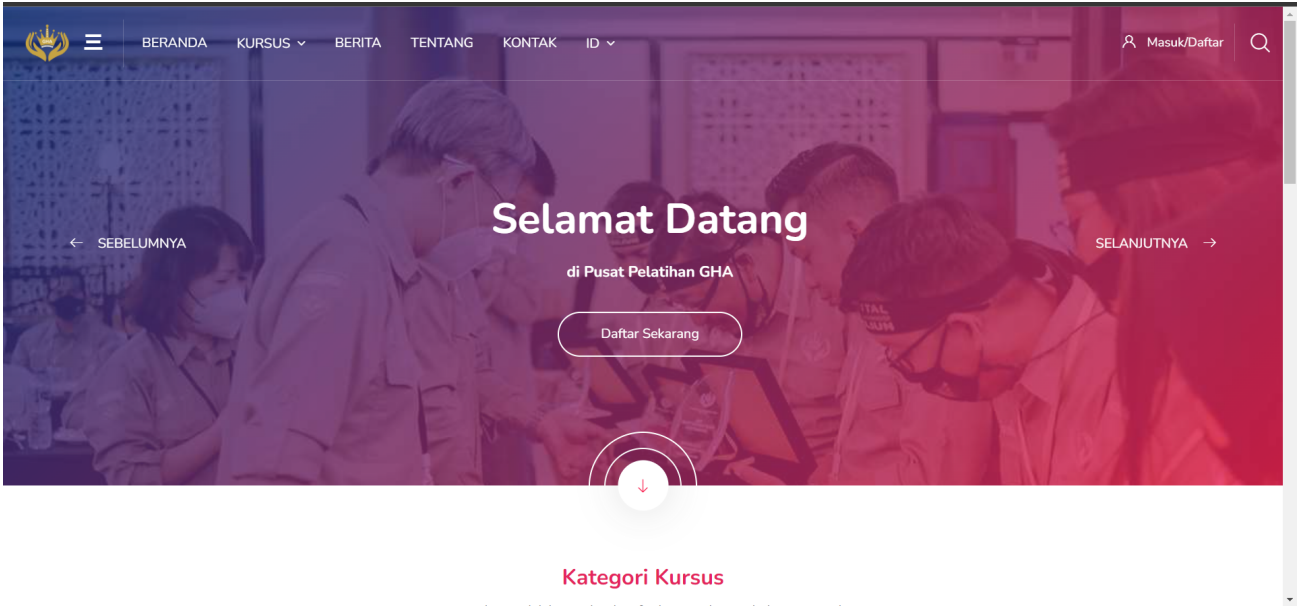 BERANDA KURSUS BERITA TENTANG KONTAK ID Masuk/Daftar
Selamat Datang
SEBELUMNYA SELANJUTNYA
di Pusat Pelatihan GHA
Daftar Sekarang
Kategori Kursus